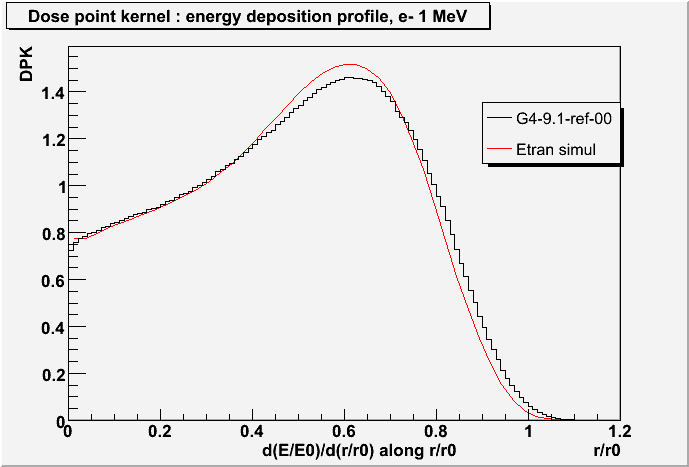 Dose point kernel : energy deposition profile, e- 1 MeV
DPK
1.4
1.2
1
0.8
0.6
0.4
0.2
0
G4-9.1-ref-00
Etran simul
0 0.2 0.4 0.6 0.8 1 1.2
d(E/E0)/d(r/r0) along r/r0 r/r0